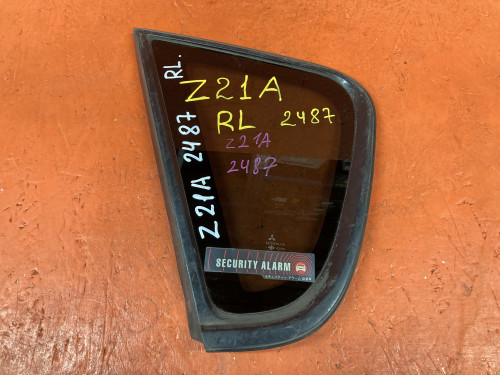 Z21A
RL 2487
Z21A
2487
Z21A 2487 RL.
SECURITY ALARM